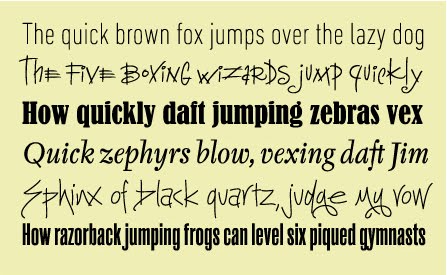 The quick brown fox jumps over the lazy dog
The Five Boxing wizards jump quickly
How quickly daft jumping zebras vex
Quick zephyrs blow, vexing daft Jim
Sphinx of black quartz, judge my vow
How razorback jumping frogs can level six piqued gymnasts